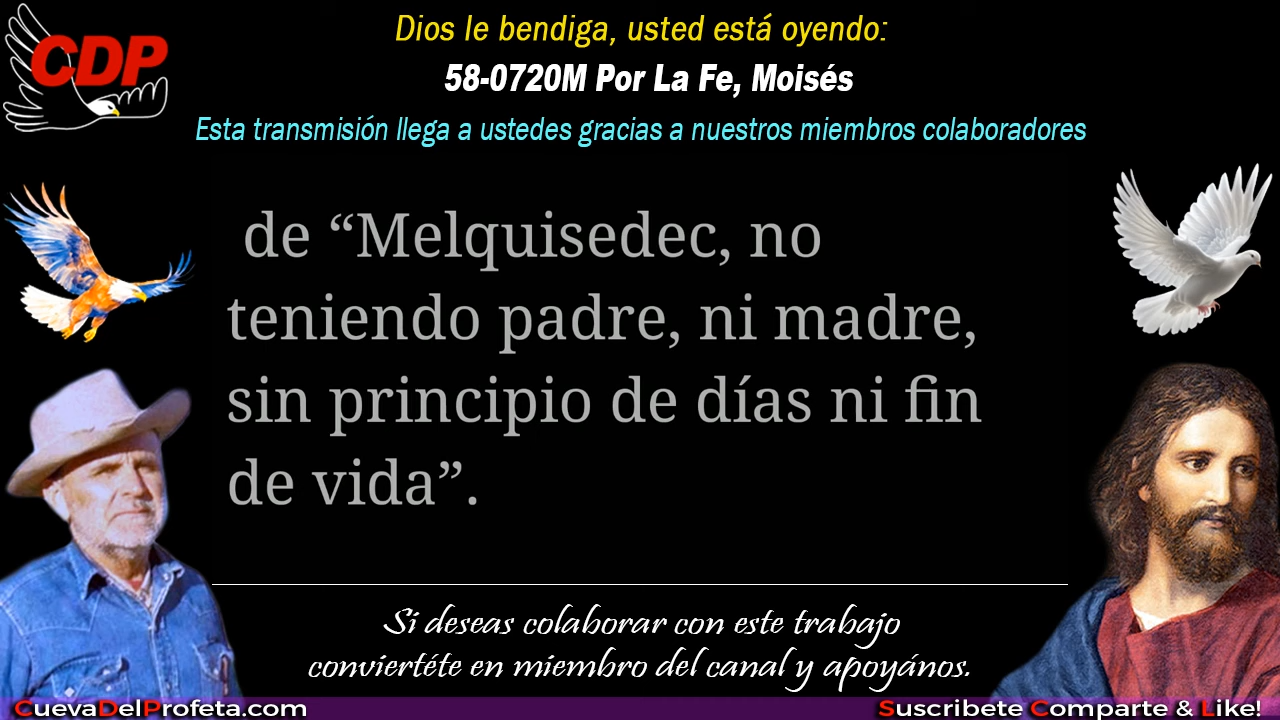 CDP
Dios le bendiga, usted está oyendo:
58-0720M Por La Fe, Moisés
Esta transmisión llega a ustedes gracias a nuestros miembros colaboradores
de “Melquisedec, no
teniendo padre, ni madre,
sin principio de días ni fin
de vida”.
Si deseas colaborar con este trabajo
conviertéte en miembro del canal y apoyános.
CuevaDelProfeta.com
Suscribete Comparte & Like!